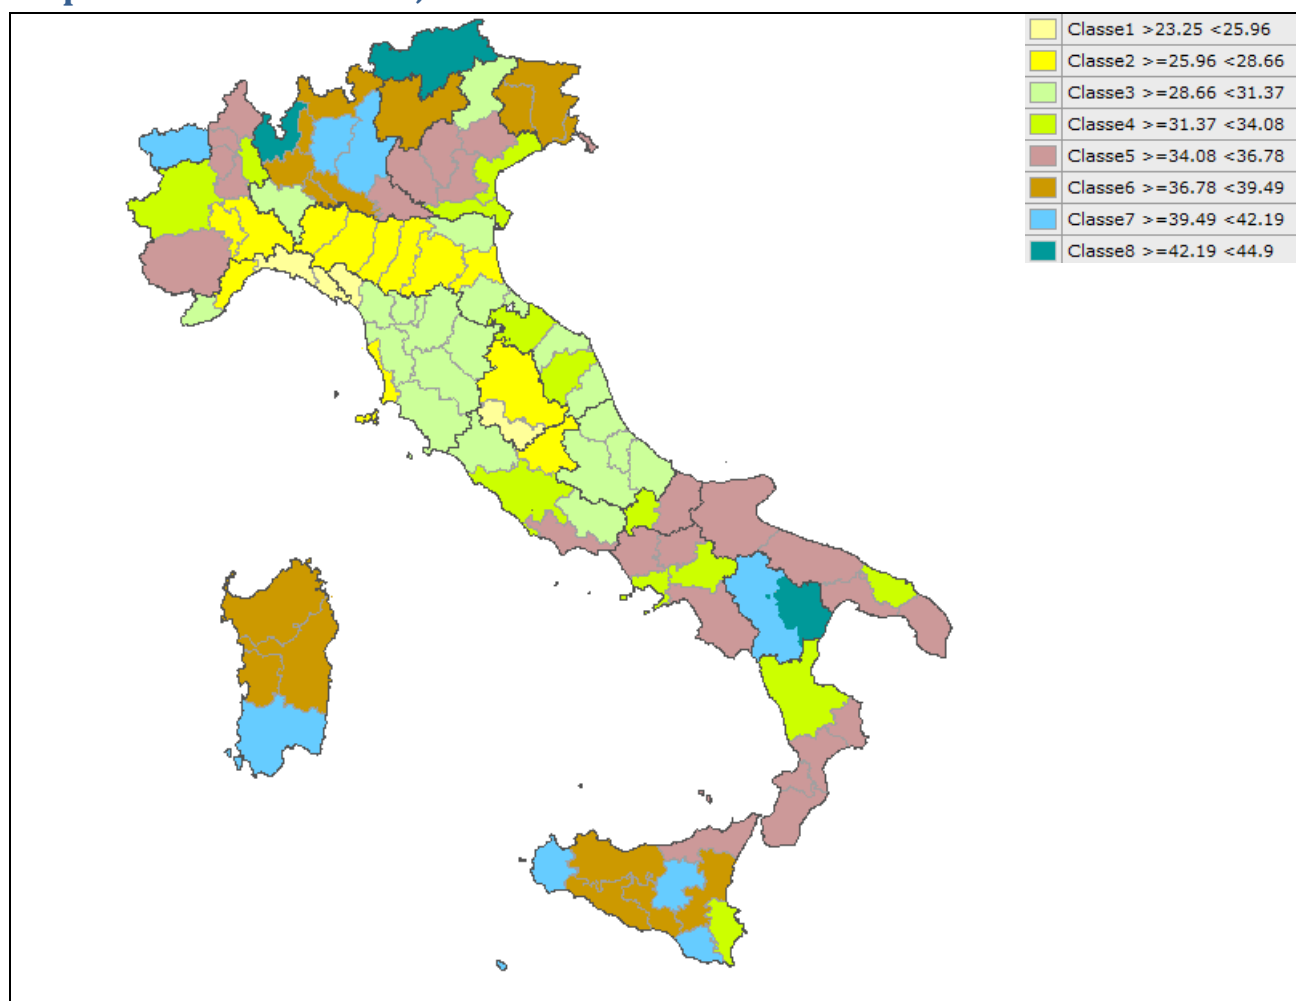 Classe1 >23.25 <25.96
Classe2 >=25.96 <28.66
Classe3 >=28.66 <31.37
Classe4 >=31.37 <34.08
Classe5 >=34.08 <36.78
Classe6 >=36.78 <39.49
Classe7 >=39.49 <42.19
Classe8 >=42.19 <44.9